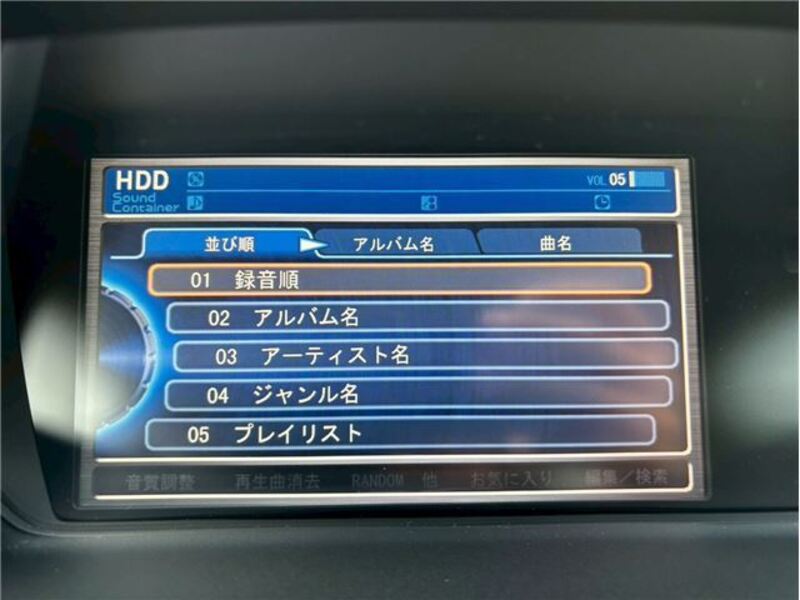 HDD
VOL 05
Sound
Container
並び順 アルバム名 曲名
01 録音順
02 アルバム名
03 アーティスト名
04 ジャンル名
05 プレイリスト
音質調整 再生曲消去 RANDOM 他 お気に入り 編集/検索